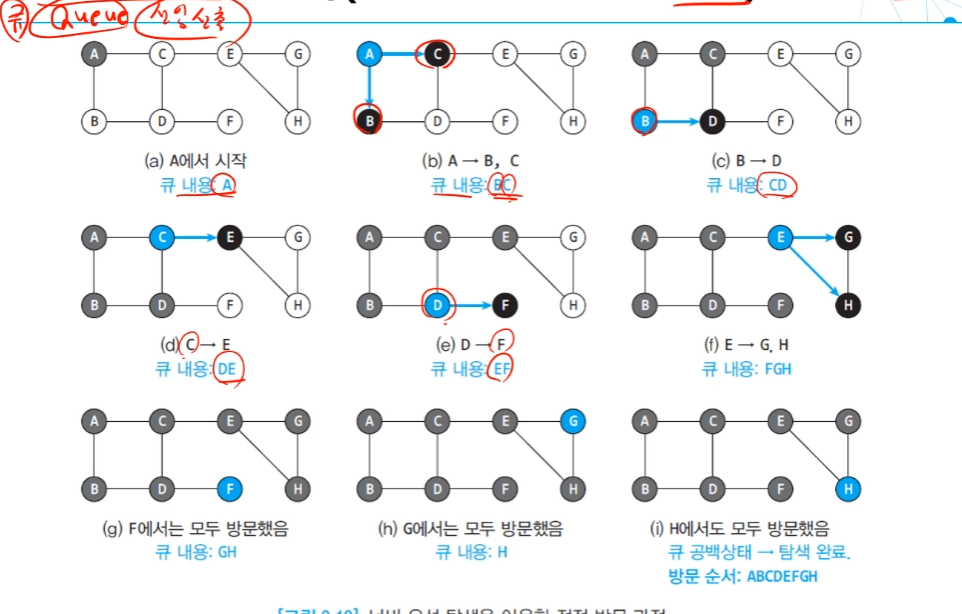 큐 Queue 선입선출
A C E G
B D F H
(a) A에서 시작
큐 내용: A
A C E G
B D F H
(b) A → B, C
큐 내용: BC
A C E G
B D F H
(c) B → D
큐 내용: CD
A C E G
B D F H
(d) C → E
큐 내용: DE
A C E G
B D F H
(e) D → F
큐 내용: EF
A C E G
B D F H
(f) E → G, H
큐 내용: FGH
A C E G
B D F H
(g) F에서는 모두 방문했음
큐 내용: GH
A C E G
B D F H
(h) G에서는 모두 방문했음
큐 내용: H
A C E G
B D F H
(i) H에서도 모두 방문했음
큐 공백상태 → 탐색 완료.
방문 순서: ABCDEFGH